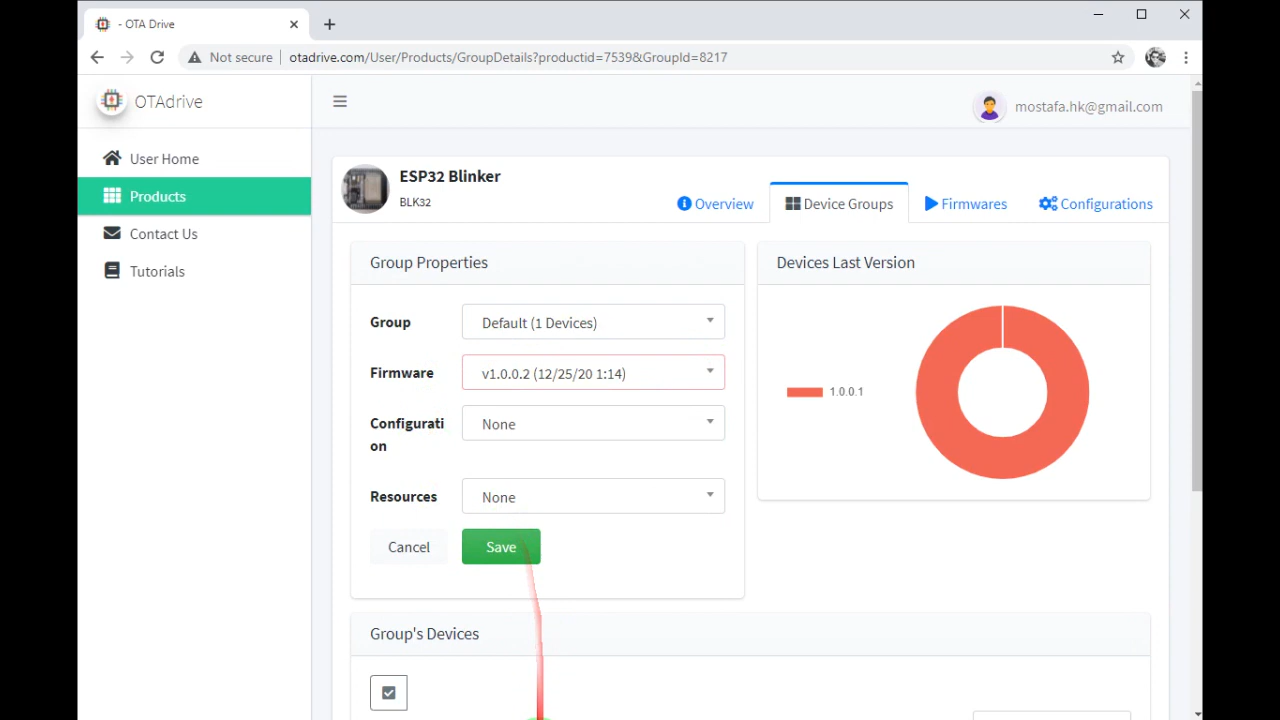 - OTA Drive
Not secure
otadrive.com/User/Products/GroupDetails?productid=7539&GroupId=8217
OTAdrive
mostafa.hk@gmail.com
User Home
Products
Contact Us
Tutorials
ESP32 Blinker
BLK32
Overview
Device Groups
Firmwares
Configurations
Group Properties
Group
Default (1 Devices)
Firmware
v1.0.0.2 (12/25/20 1:14)
Configurati
on
None
Resources
None
Cancel
Save
Devices Last Version
1.0.0.1
Group's Devices